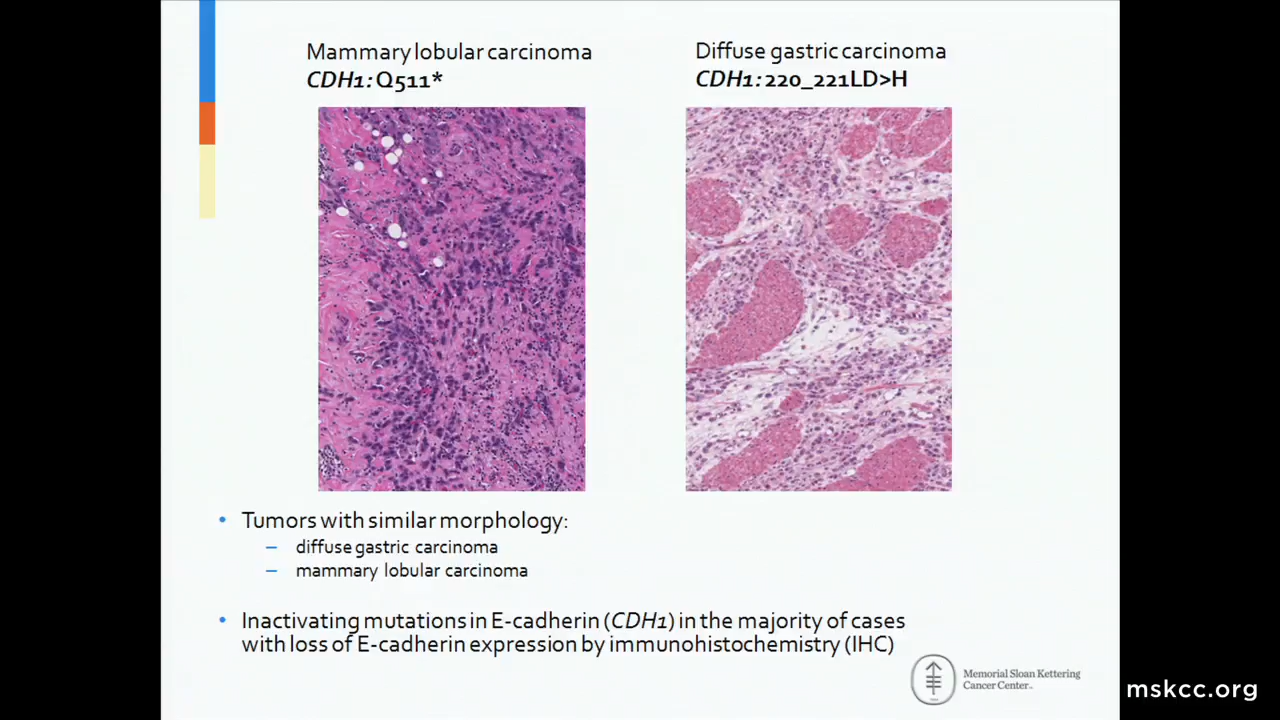 Mammary lobular carcinoma
CDH1: Q511*
Diffuse gastric carcinoma
CDH1: 220_221LD>H
• Tumors with similar morphology:
– diffuse gastric carcinoma
– mammary lobular carcinoma
• Inactivating mutations in E-cadherin (CDH1) in the majority of cases
with loss of E-cadherin expression by immunohistochemistry (IHC)
Memorial Sloan Kettering
Cancer Center
mskcc.org